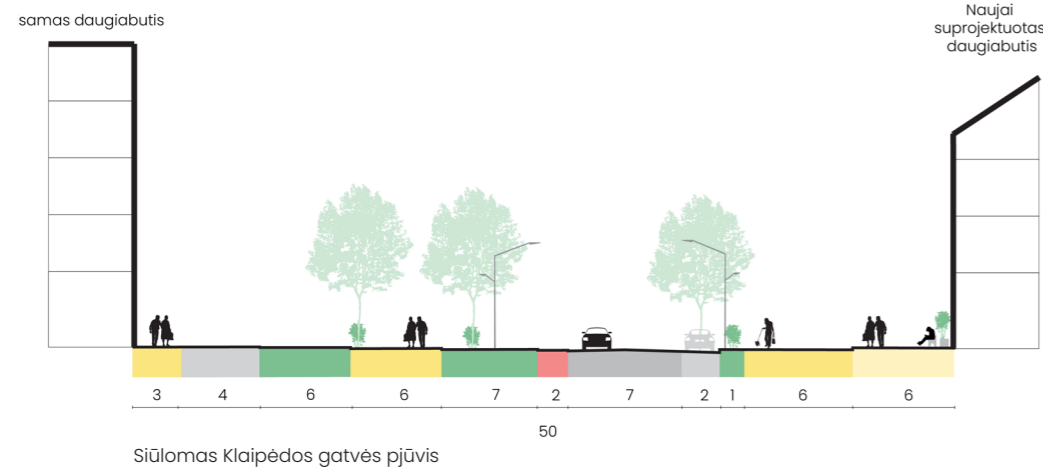 samas daugiabutis
Naujai
suprojektuotas
daugiabutis
3 4 6 6 7 2 7 2 1 6 6
50
Siūlomas Klaipėdos gatvės pjūvis